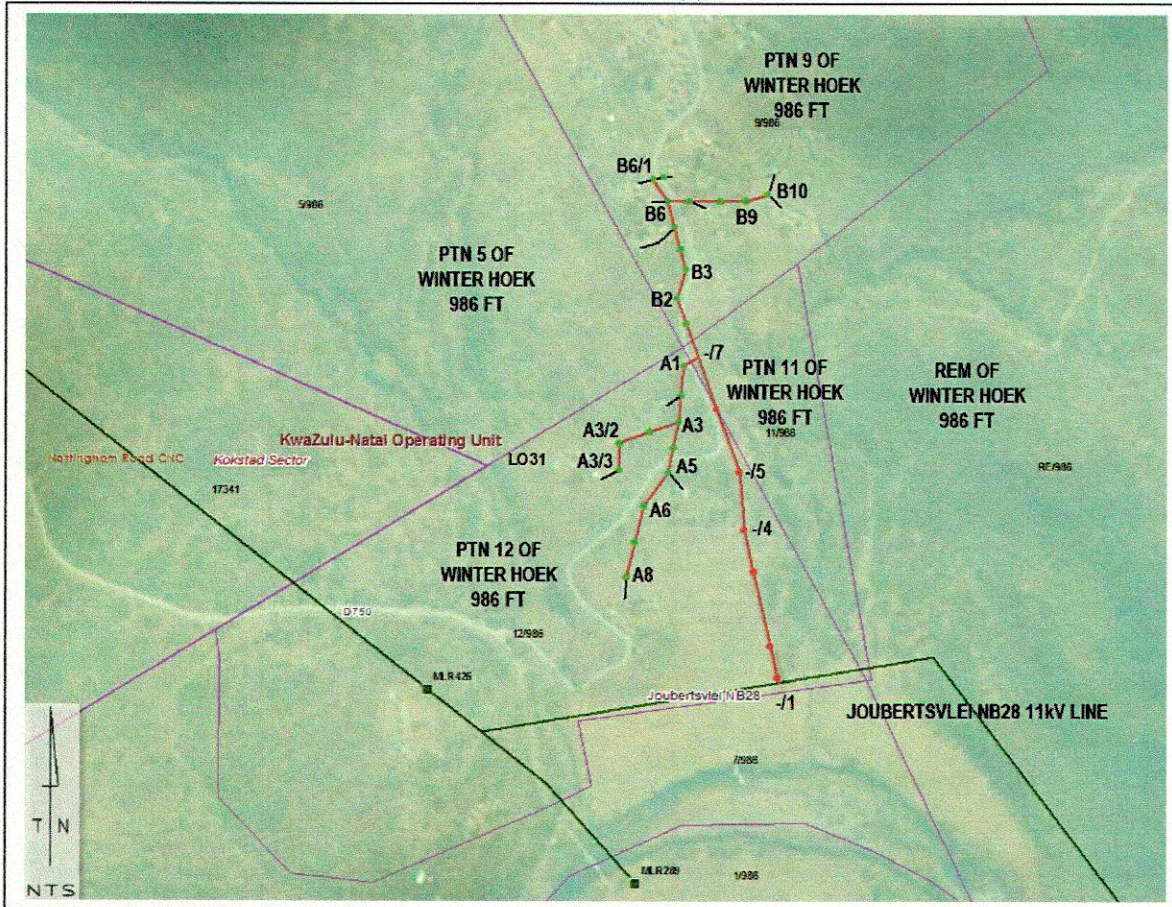 PTN 9 OF
WINTER HOEK
986 FT
9/986
B6/1
B10
B6
B9
5/986
PTN 5 OF
WINTER HOEK
986 FT
B3
B2
-/7
A1
PTN 11 OF
WINTER HOEK
986 FT
11/986
REM OF
WINTER HOEK
986 FT
RE/986
A3/2
A3
KwaZulu-Natal Operating Unit
LO31
Nottingham Road CNC
Kokstad Sector
A3/3
A5
-/5
17341
A6
-/4
PTN 12 OF
WINTER HOEK
986 FT
A8
D756
12/986
MLR426
Joubertsvlei NB28
-/1
JOUBERTSVLEI NB28 11kV LINE
7/986
T N
NTS
MLR289
1/986